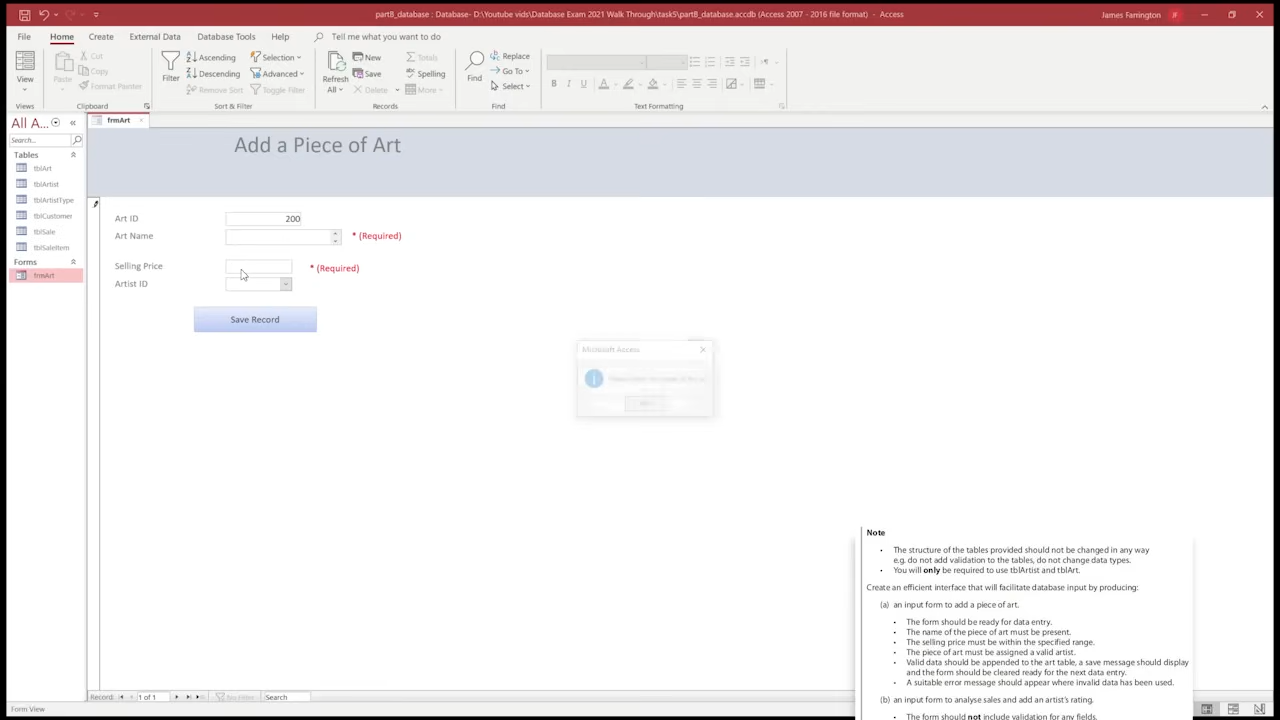 partB_database : Database- D:\Youtube vids\Database Exam 2021 Walk Through\task5\partB_database.accdb (Access 2007 - 2016 file format) - Access
James Farrington
JF
File
Home
Create
External Data
Database Tools
Help
Tell me what you want to do
View
Views
Paste
Cut
Copy
Format Painter
Clipboard
Filter
Ascending
Descending
Remove Sort
Selection
Advanced
Toggle Filter
Sort & Filter
Refresh
All
New
Save
Delete
Totals
Spelling
More
Records
Find
Replace
Go To
Select
Find
B I U
Text Formatting
All A...
Search...
Tables
tblArt
tblArtist
tblArtistType
tblCustomer
tblSale
tblSaleItem
Forms
frmArt
frmArt
Add a Piece of Art
Art ID
200
Art Name
* (Required)
Selling Price
* (Required)
Artist ID
Save Record
Microsoft Access
Note
• The structure of the tables provided should not be changed in any way
e.g. do not add validation to the tables, do not change data types.
• You will only be required to use tblArtist and tblArt.
Create an efficient interface that will facilitate database input by producing:
(a) an input form to add a piece of art.
• The form should be ready for data entry.
• The name of the piece of art must be present.
• The selling price must be within the specified range.
• The piece of art must be assigned a valid artist.
• Valid data should be appended to the art table, a save message should display
and the form should be cleared ready for the next data entry.
• A suitable error message should appear where invalid data has been used.
(b) an input form to analyse sales and add an artist's rating.
• The form should not include validation for any fields.
Record:
1 of 1
No Filter
Search
Form View